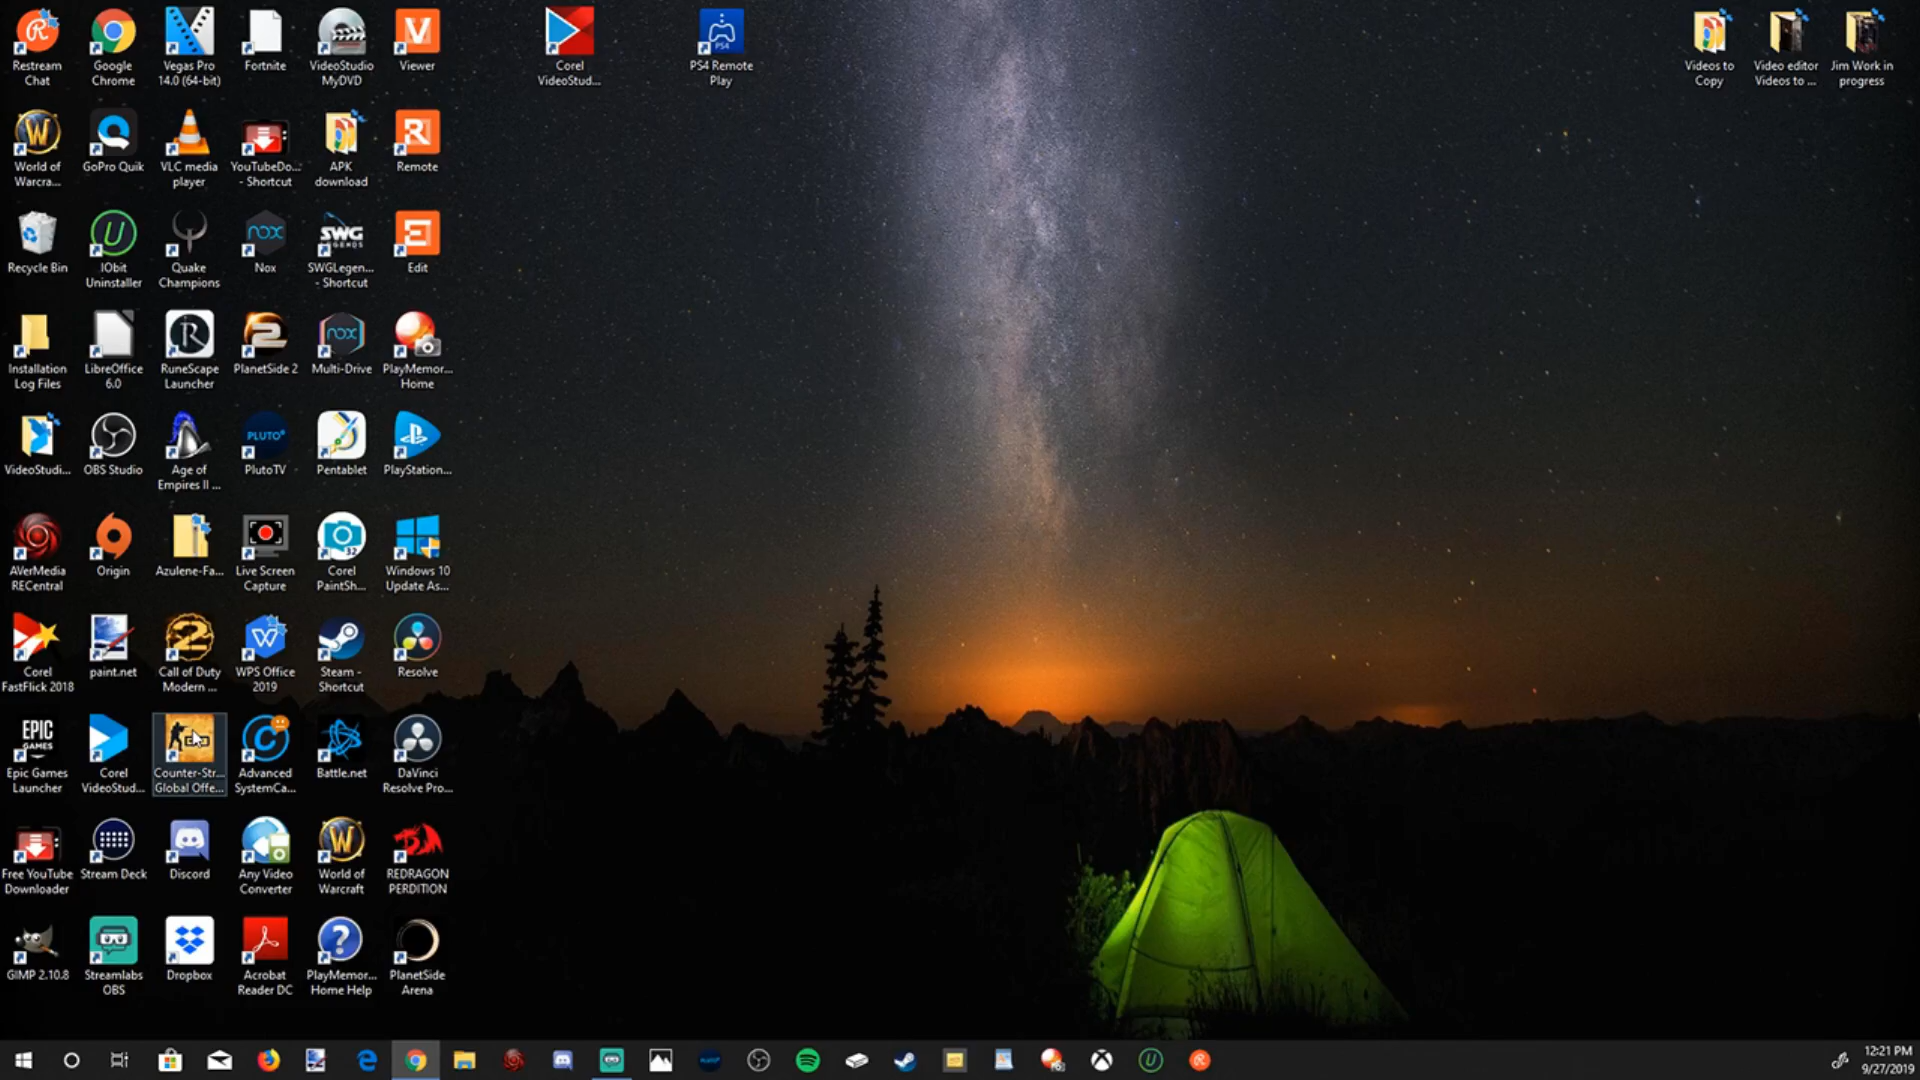 Restream
Chat
Google
Chrome
Vegas Pro
14.0 (64-bit)
Fortnite
VideoStudio
MyDVD
V
Viewer
Corel
VideoStud...
PS4
PS4 Remote
Play
Videos to
Copy
Video editor
Videos to ...
Jim Work in
progress
World of
Warcra...
GoPro Quik
VLC media
player
YouTubeDo...
- Shortcut
APK
download
R
Remote
Recycle Bin
IObit
Uninstaller
Quake
Champions
nox
Nox
SWG
LEGENDS
SWGLegen...
- Shortcut
E
Edit
Installation
Log Files
LibreOffice
6.0
RuneScape
Launcher
PlanetSide 2
nox
Multi-Drive
PlayMemor...
Home
VideoStudi...
OBS Studio
Age of
Empires II ...
PLUTO
PlutoTV
Pentablet
PlayStation...
AVerMedia
RECentral
Origin
Azulene-Fa...
Live Screen
Capture
32
Corel
PaintSh...
Windows 10
Update As...
Corel
FastFlick 2018
paint.net
Call of Duty
Modern ...
WPS Office
2019
Steam -
Shortcut
Resolve
EPIC
GAMES
Epic Games
Launcher
Corel
VideoStud...
Counter-Str...
Global Offe...
Advanced
SystemCa...
Battle.net
DaVinci
Resolve Pro...
Free YouTube
Downloader
Stream Deck
Discord
Any Video
Converter
World of
Warcraft
REDRAGON
PERDITION
GIMP 2.10.8
Streamlabs
OBS
Dropbox
Acrobat
Reader DC
PlayMemor...
Home Help
PlanetSide
Arena
12:21 PM
9/27/2019